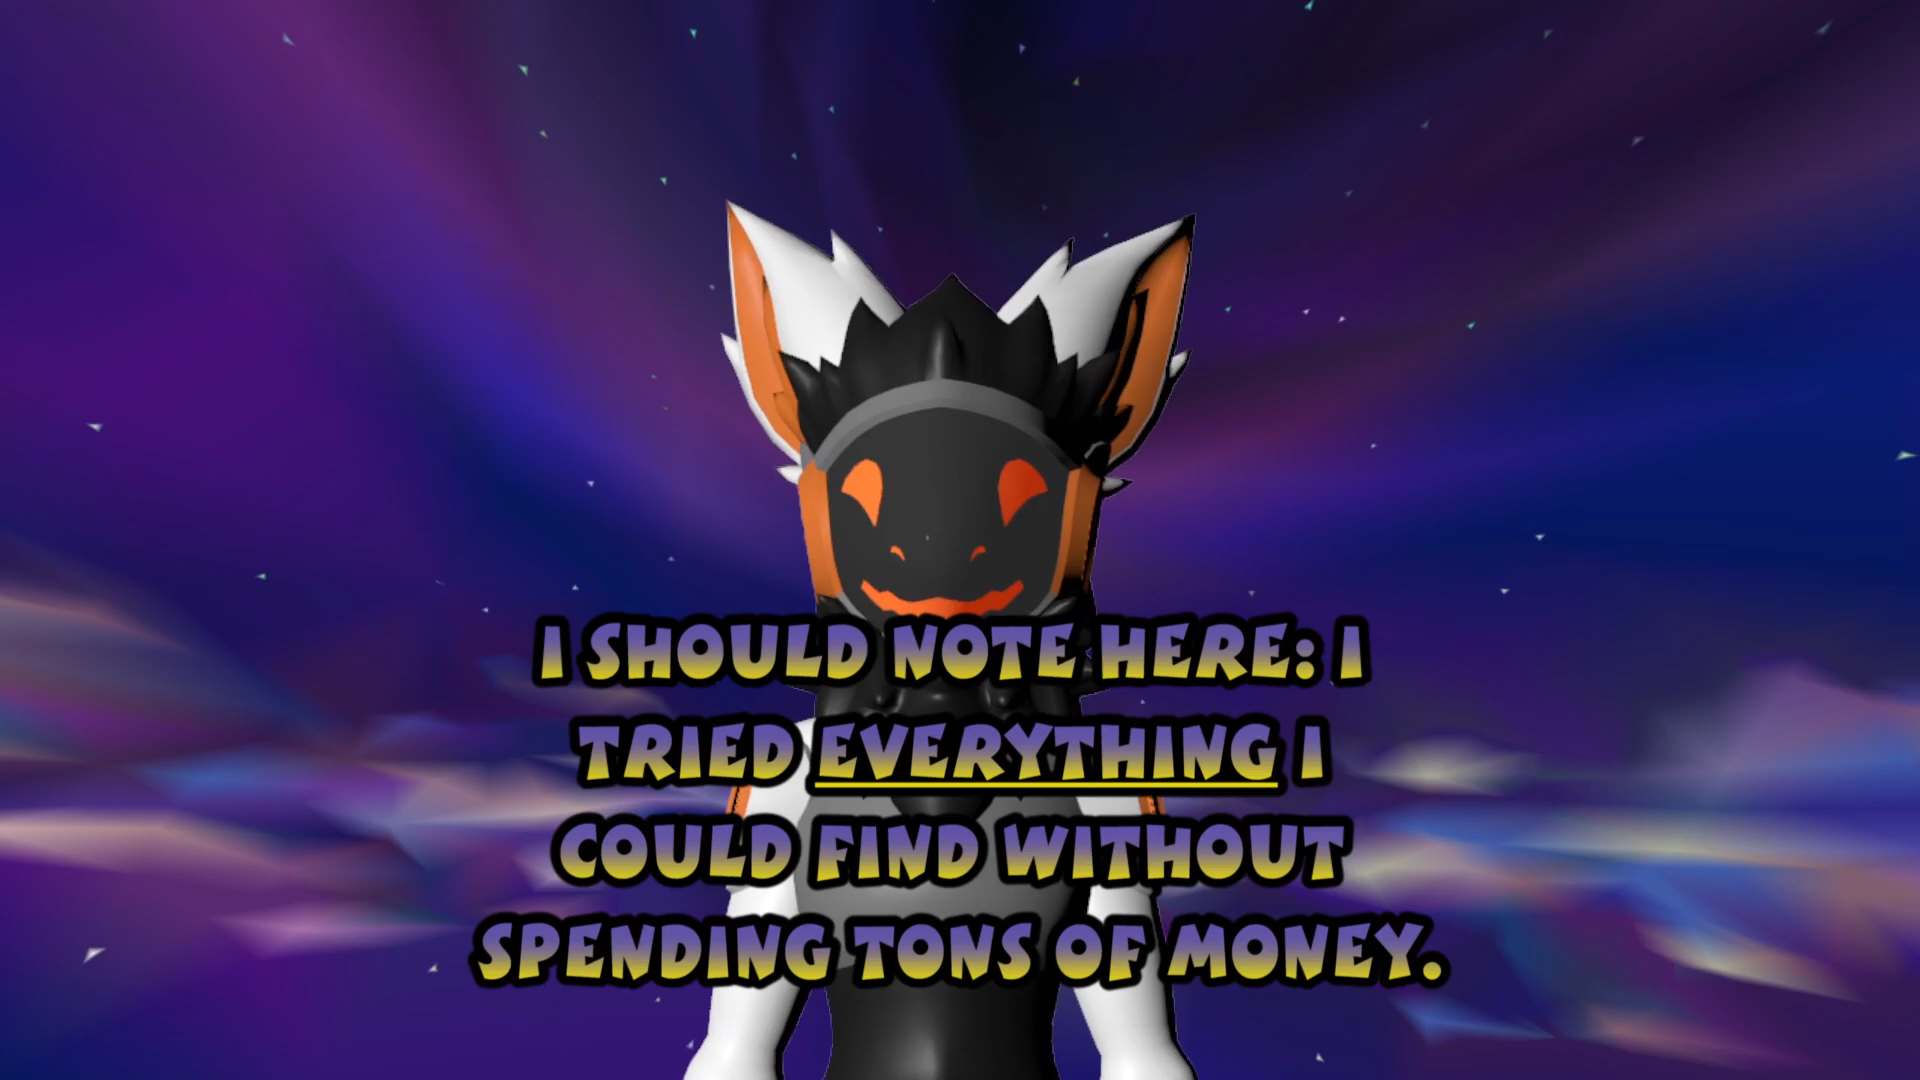 I SHOULD NOTE HERE: I
TRIED EVERYTHING I
COULD FIND WITHOUT
SPENDING TONS OF MONEY.